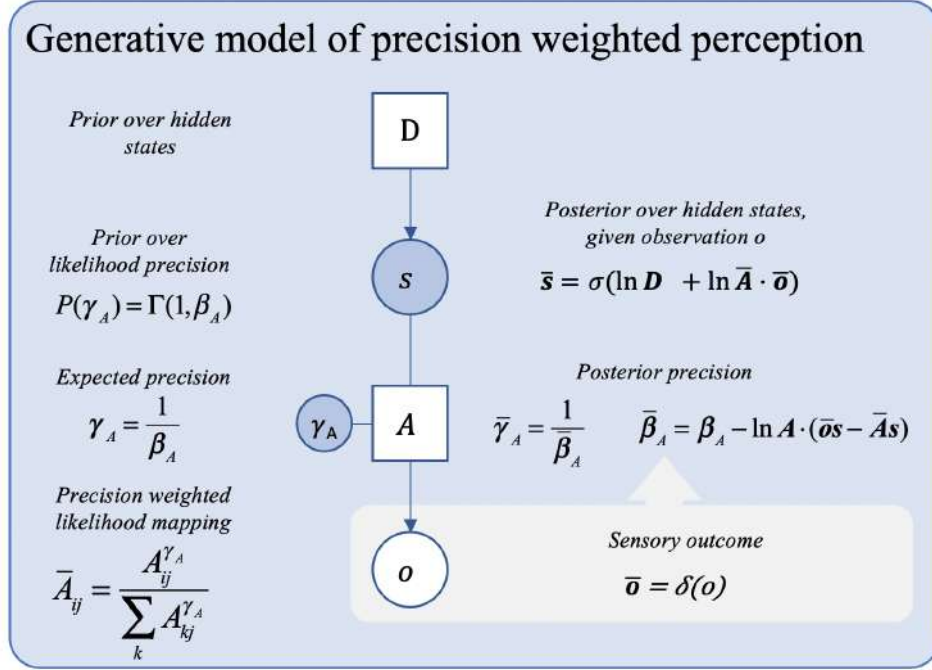 Generative model of precision weighted perception
Prior over hidden
states
D
Prior over
likelihood precision
P(γ_A) = Γ(1, β_A)
s
Posterior over hidden states,
given observation o
s̄ = σ(ln D + ln Ā · ō)
Expected precision
γ_A = 1/β_A
γ_A
A
Posterior precision
γ̄_A = 1/β̄_A
β̄_A = β_A − ln A · (ōs − Ās)
Precision weighted
likelihood mapping
Ā_ij = A_ij^γ_A / ∑_k A_kj^γ_A
o
Sensory outcome
ō = δ(o)